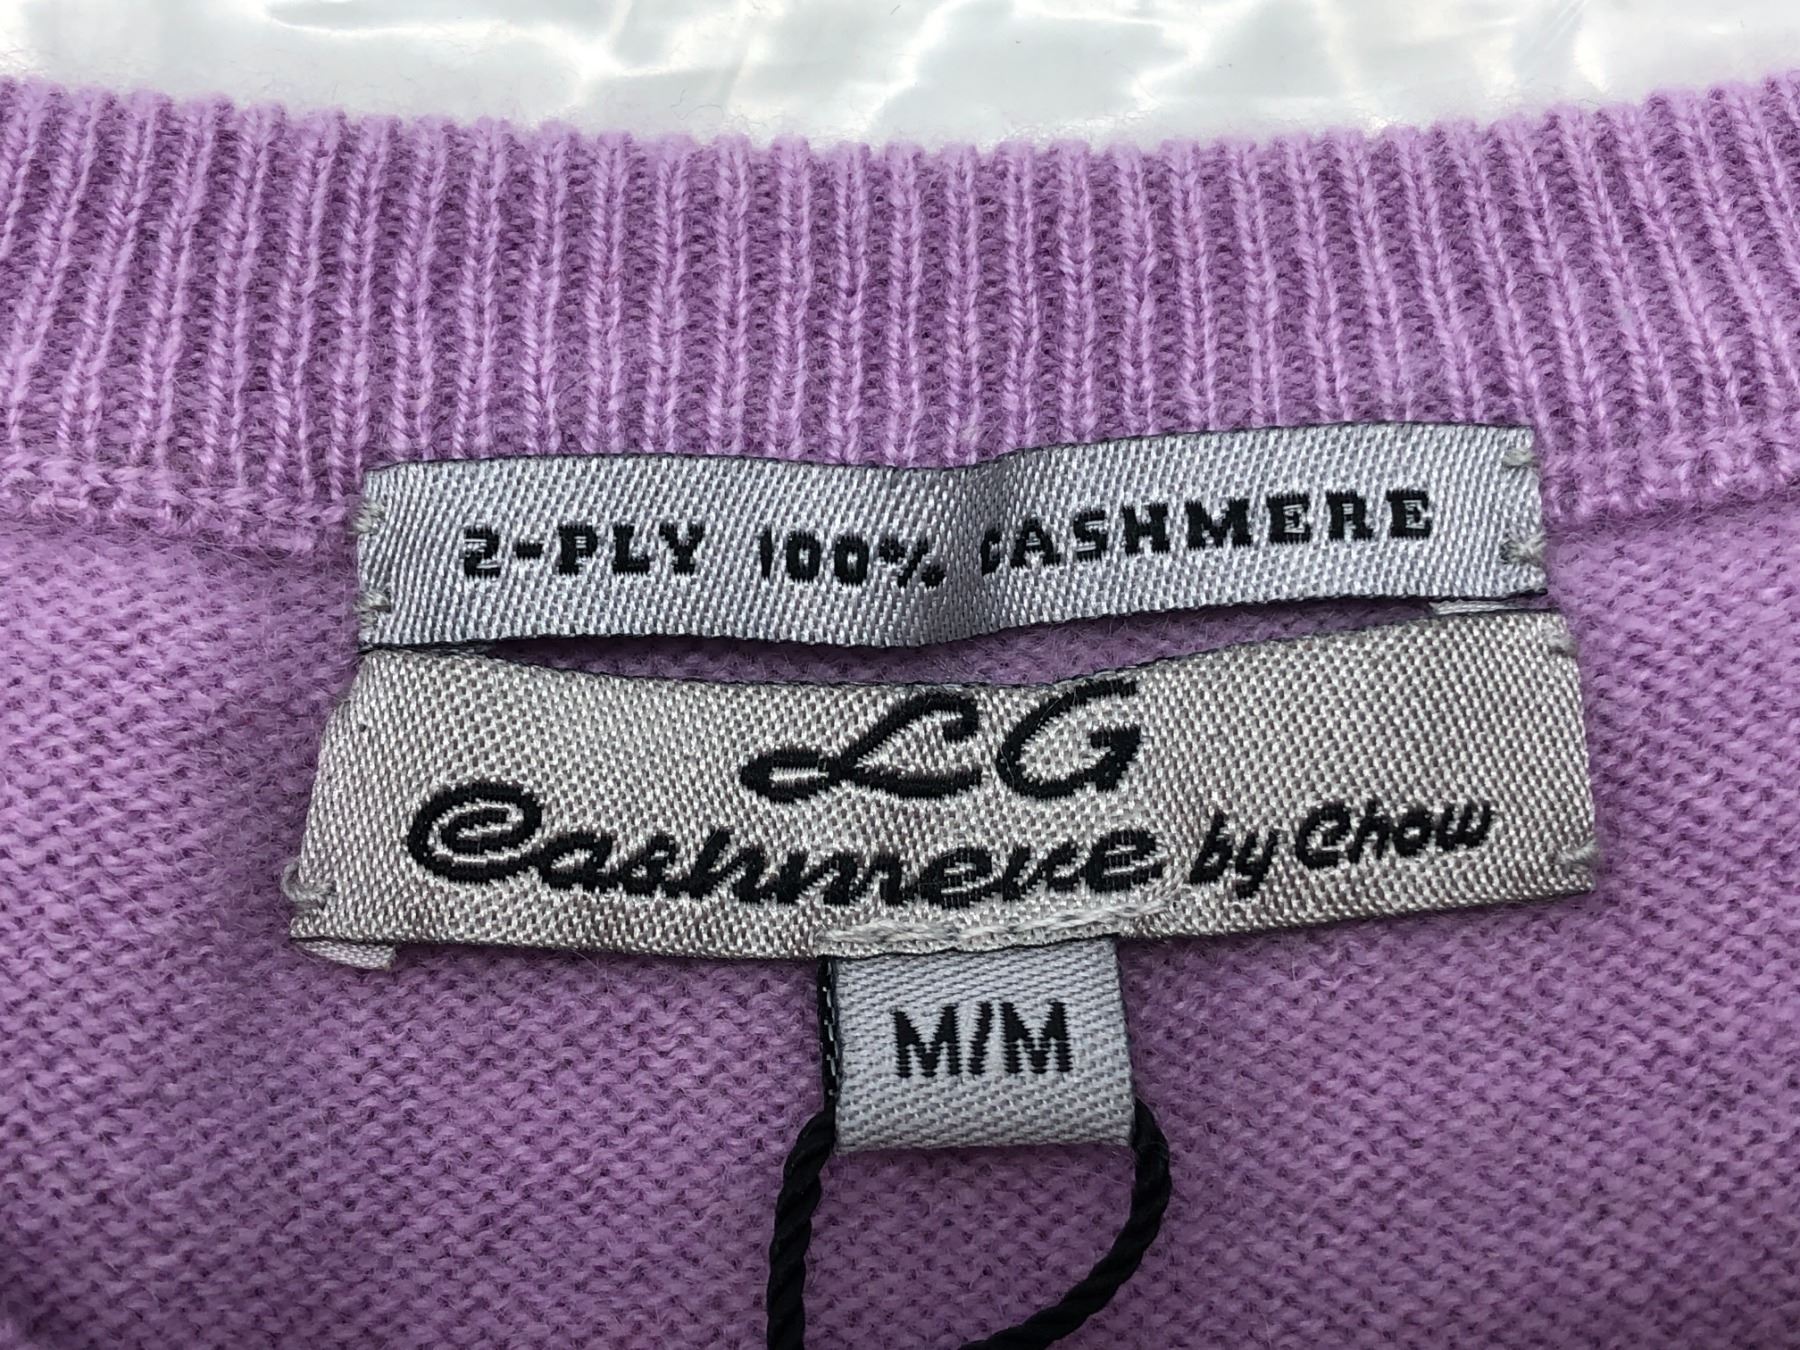 2-PLY 100% CASHMERE
LG
Cashmere by Chow
M/M